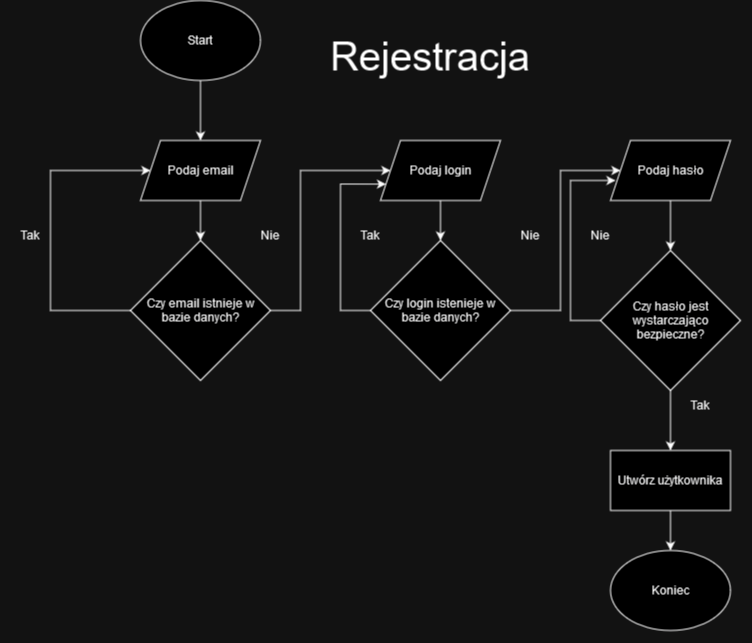 Start
Rejestracja
Podaj email
Podaj login
Podaj hasło
Tak
Nie
Tak
Nie
Nie
Czy email istnieje w
bazie danych?
Czy login istenieje w
bazie danych?
Czy hasło jest
wystarczająco
bezpieczne?
Tak
Utwórz użytkownika
Koniec